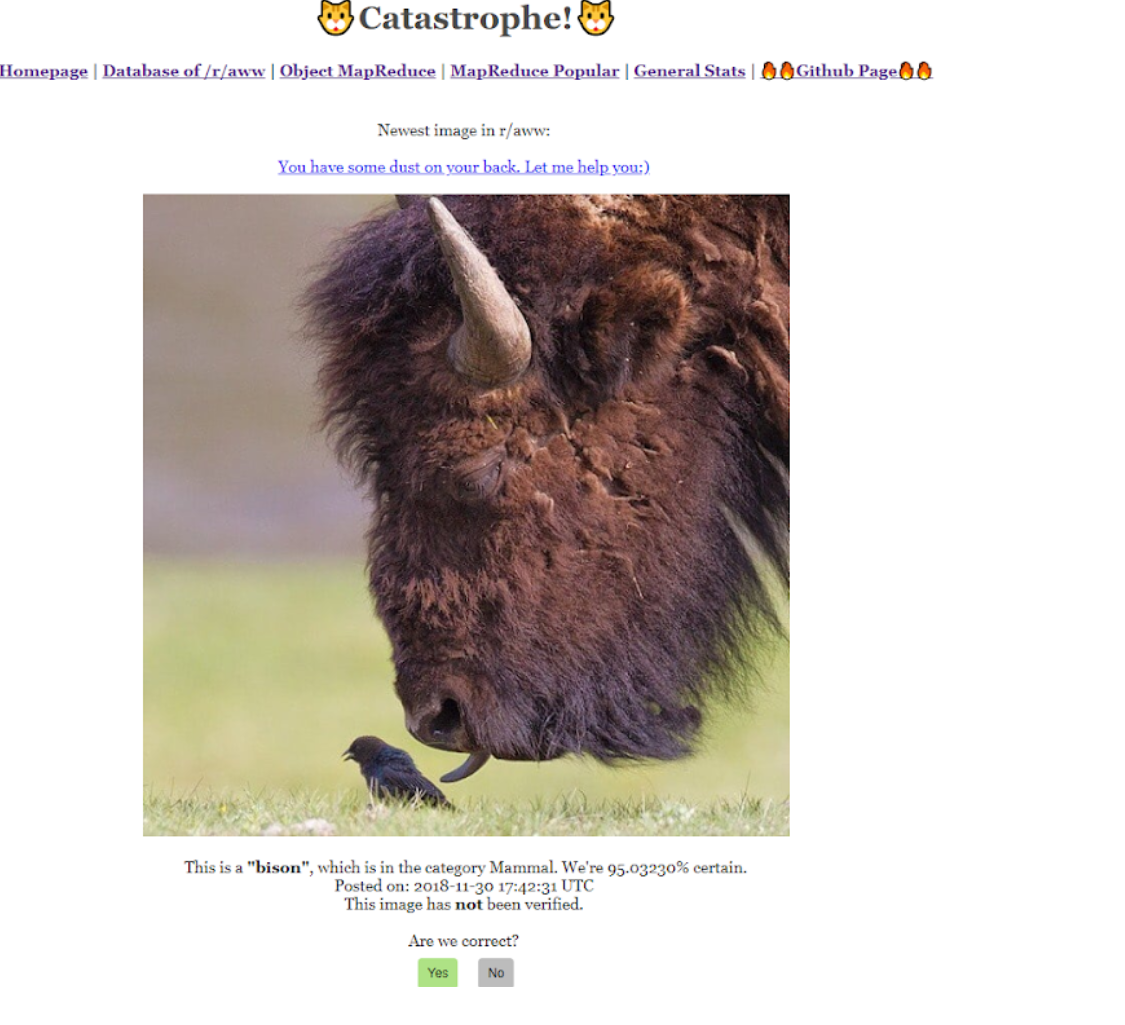 🐱Catastrophe!🐱
Homepage | Database of /r/aww | Object MapReduce | MapReduce Popular | General Stats | 🔥🔥Github Page🔥🔥
Newest image in r/aww:
You have some dust on your back. Let me help you:)
This is a "bison", which is in the category Mammal. We're 95.03230% certain.
Posted on: 2018-11-30 17:42:31 UTC
This image has not been verified.
Are we correct?
Yes No